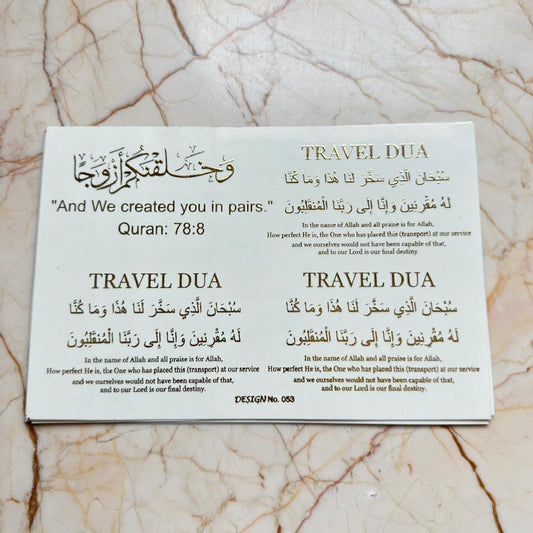 وَخَلَقْنَٰكُمْ أَزْوَٰجًا
"And We created you in pairs."
Quran: 78:8
TRAVEL DUA
سُبْحَانَ الَّذِي سَخَّرَ لَنَا هَٰذَا وَمَا كُنَّا
لَهُ مُقْرِنِينَ وَإِنَّا إِلَى رَبِّنَا الْمُنْقَلِبُونَ
In the name of Allah and all praise is for Allah,
How perfect He is, the One who has placed this (transport) at our service
and we ourselves would not have been capable of that,
and to our Lord is our final destiny.
TRAVEL DUA
سُبْحَانَ الَّذِي سَخَّرَ لَنَا هَٰذَا وَمَا كُنَّا
لَهُ مُقْرِنِينَ وَإِنَّا إِلَى رَبِّنَا الْمُنْقَلِبُونَ
In the name of Allah and all praise is for Allah,
How perfect He is, the One who has placed this (transport) at our service
and we ourselves would not have been capable of that,
and to our Lord is our final destiny.
TRAVEL DUA
سُبْحَانَ الَّذِي سَخَّرَ لَنَا هَٰذَا وَمَا كُنَّا
لَهُ مُقْرِنِينَ وَإِنَّا إِلَى رَبِّنَا الْمُنْقَلِبُونَ
In the name of Allah and all praise is for Allah,
How perfect He is, the One who has placed this (transport) at our service
and we ourselves would not have been capable of that,
and to our Lord is our final destiny.
DESIGN No. 053